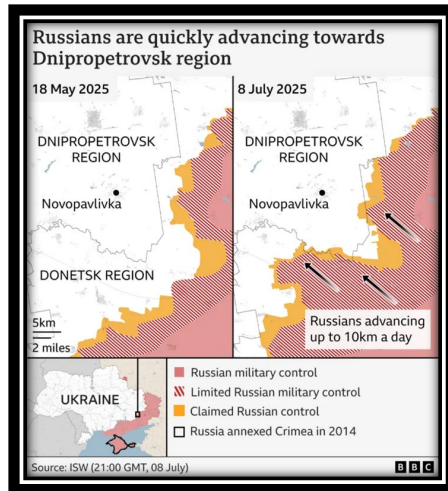 Russians are quickly advancing towards
Dnipropetrovsk region
18 May 2025
DNIPROPETROVSK
REGION
Novopavlivka
DONETSK REGION
5km
2 miles
8 July 2025
DNIPROPETROVSK
REGION
Novopavlivka
Russians advancing
up to 10km a day
UKRAINE
Russian military control
Limited Russian military control
Claimed Russian control
Russia annexed Crimea in 2014
Source: ISW (21:00 GMT, 08 July)
BBC